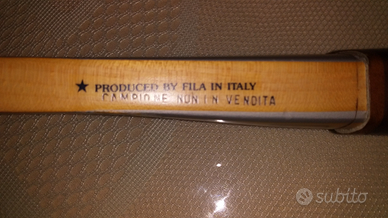 ★ PRODUCED BY FILA IN ITALY
CAMPIONE NON IN VENDITA
subito